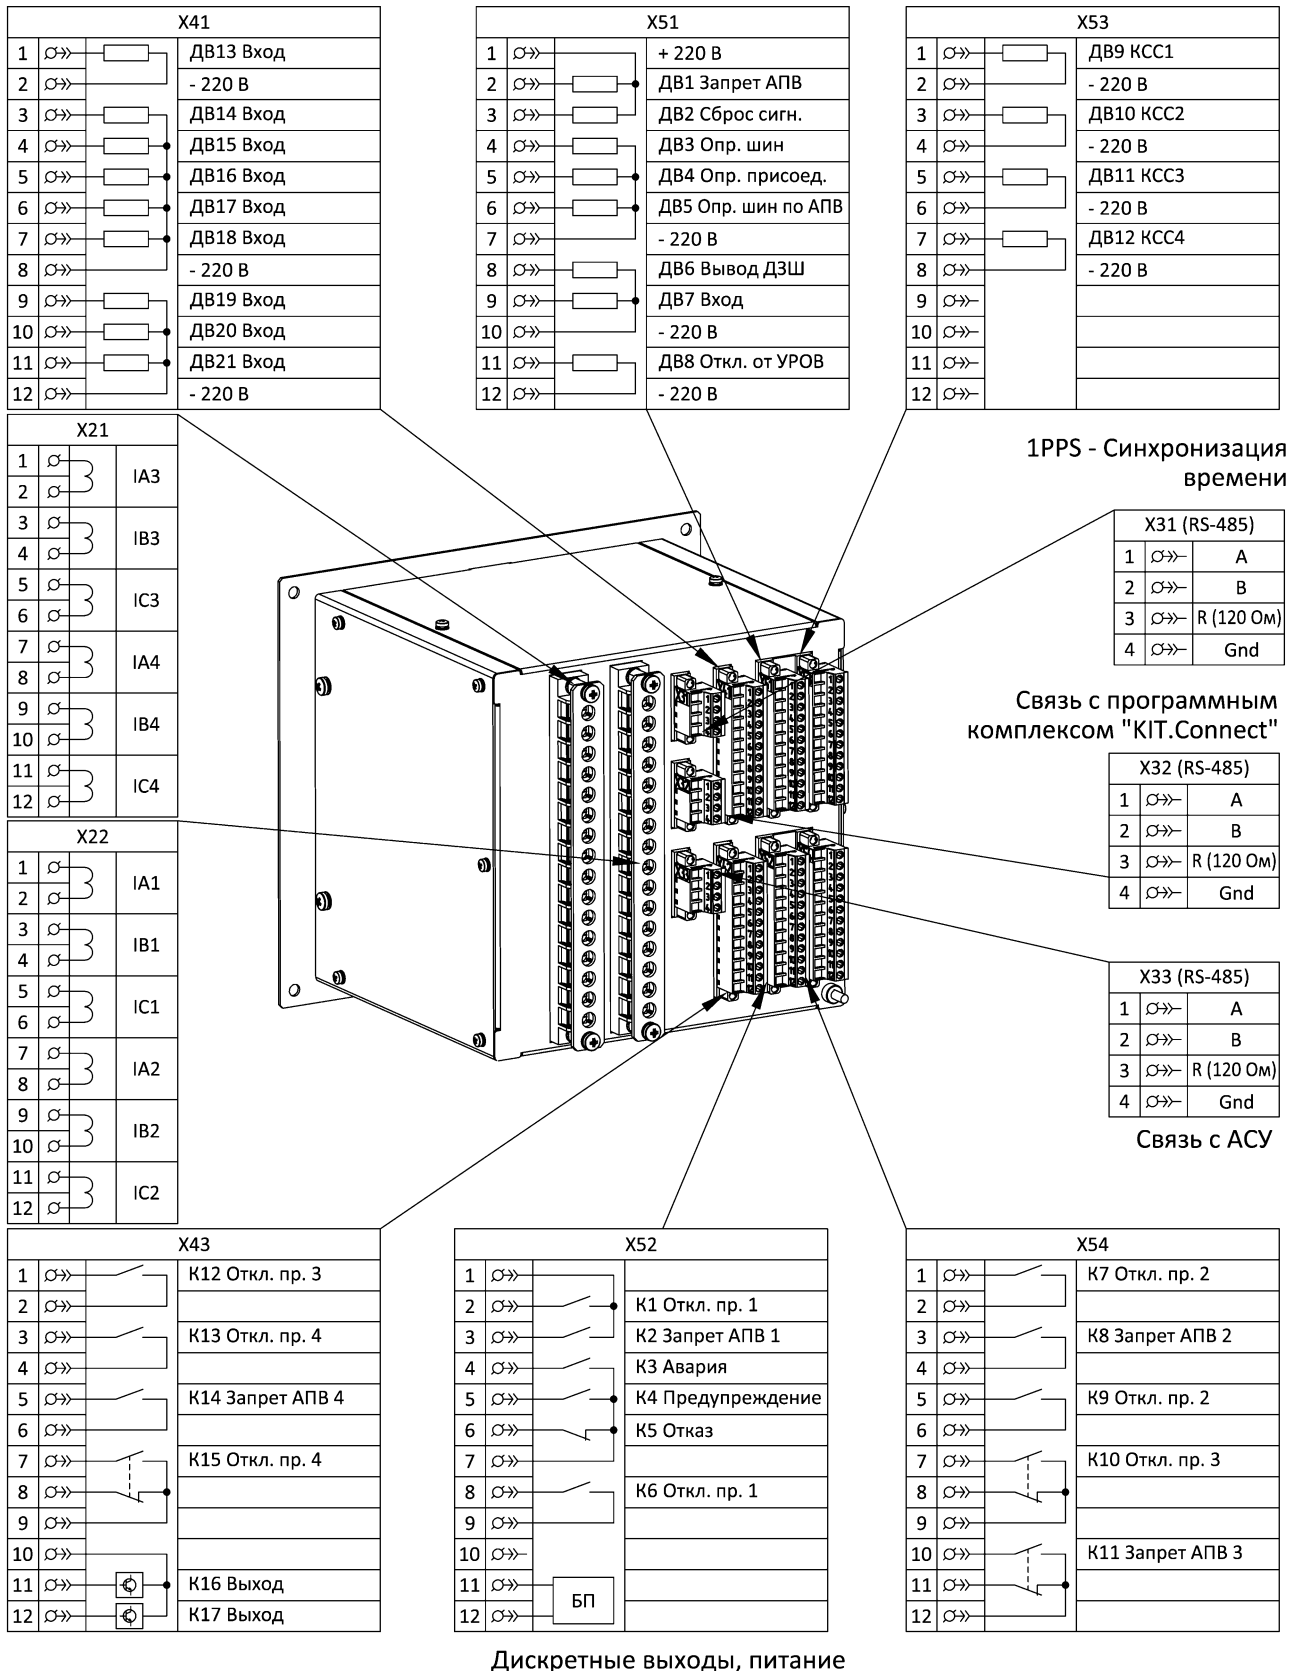 X41
1 ДВ13 Вход
2 - 220 В
3 ДВ14 Вход
4 ДВ15 Вход
5 ДВ16 Вход
6 ДВ17 Вход
7 ДВ18 Вход
8 - 220 В
9 ДВ19 Вход
10 ДВ20 Вход
11 ДВ21 Вход
12 - 220 В
X51
1 + 220 В
2 ДВ1 Запрет АПВ
3 ДВ2 Сброс сигн.
4 ДВ3 Опр. шин
5 ДВ4 Опр. присоед.
6 ДВ5 Опр. шин по АПВ
7 - 220 В
8 ДВ6 Вывод ДЗШ
9 ДВ7 Вход
10 - 220 В
11 ДВ8 Откл. от УРОВ
12 - 220 В
X53
1 ДВ9 КСС1
2 - 220 В
3 ДВ10 КСС2
4 - 220 В
5 ДВ11 КСС3
6 - 220 В
7 ДВ12 КСС4
8 - 220 В
9
10
11
12
X21
1
2
IA3
3
4
IB3
5
6
IC3
7
8
IA4
9
10
IB4
11
12
IC4
X22
1
2
IA1
3
4
IB1
5
6
IC1
7
8
IA2
9
10
IB2
11
12
IC2
1PPS - Синхронизация
времени
X31 (RS-485)
1 A
2 B
3 R (120 Ом)
4 Gnd
Связь с программным
комплексом "KIT.Connect"
X32 (RS-485)
1 A
2 B
3 R (120 Ом)
4 Gnd
X33 (RS-485)
1 A
2 B
3 R (120 Ом)
4 Gnd
Связь с АСУ
X43
1 К12 Откл. пр. 3
2
3 К13 Откл. пр. 4
4
5 К14 Запрет АПВ 4
6
7 К15 Откл. пр. 4
8
9
10
11 К16 Выход
12 К17 Выход
X52
1
2 К1 Откл. пр. 1
3 К2 Запрет АПВ 1
4 К3 Авария
5 К4 Предупреждение
6 К5 Отказ
7
8 К6 Откл. пр. 1
9
10
11
12
БП
X54
1 К7 Откл. пр. 2
2
3 К8 Запрет АПВ 2
4
5 К9 Откл. пр. 2
6
7 К10 Откл. пр. 3
8
9
10 К11 Запрет АПВ 3
11
12
Дискретные выходы, питание